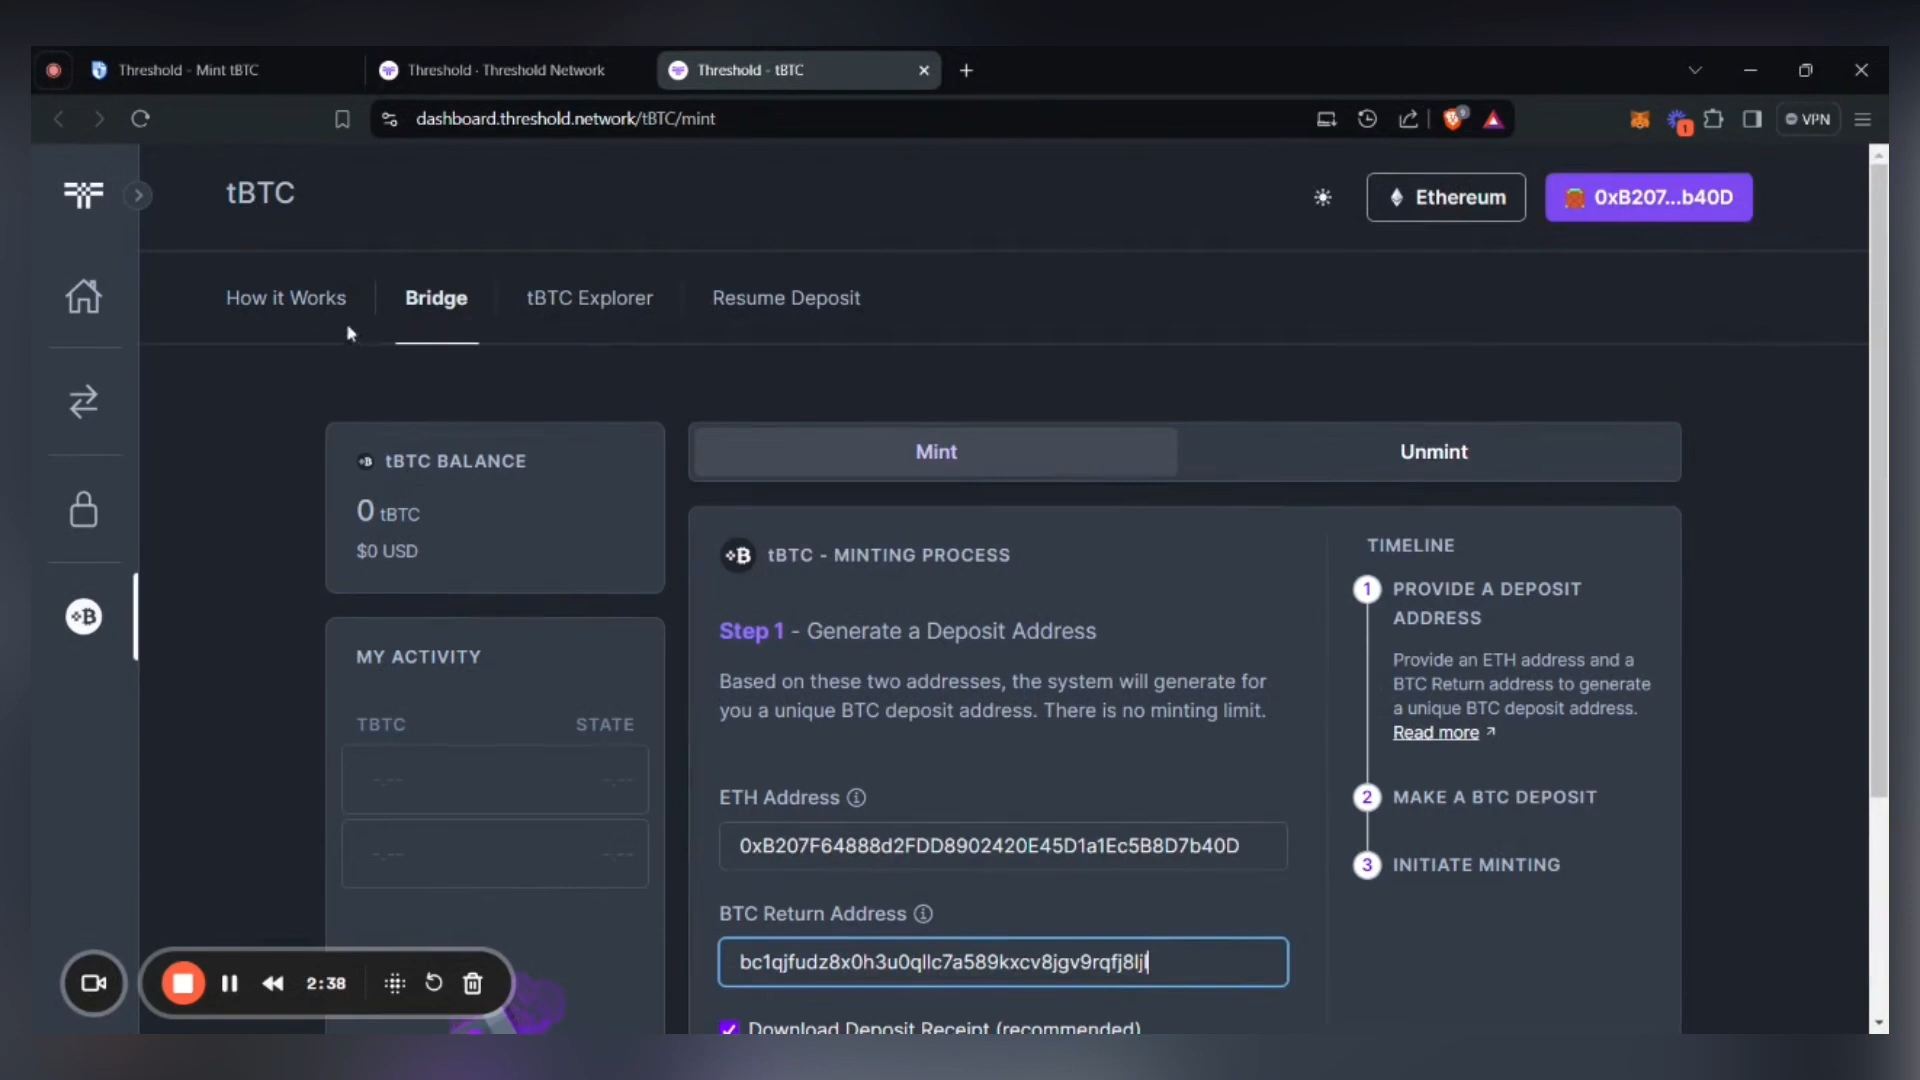 Threshold - Mint tBTC
Threshold · Threshold Network
Threshold - tBTC
dashboard.threshold.network/tBTC/mint
9
1
VPN
tBTC
Ethereum
0xB207...b40D
How it Works
Bridge
tBTC Explorer
Resume Deposit
tBTC BALANCE
0 tBTC
$0 USD
MY ACTIVITY
TBTC
STATE
-.--
-.--
-.--
-.--
Mint
Unmint
tBTC - MINTING PROCESS
Step 1 - Generate a Deposit Address
Based on these two addresses, the system will generate for
you a unique BTC deposit address. There is no minting limit.
ETH Address
0xB207F64888d2FDD8902420E45D1a1Ec5B8D7b40D
BTC Return Address
bc1qjfudz8x0h3u0qllc7a589kxcv8jgv9rqfj8ljl
Download Deposit Receipt (recommended)
TIMELINE
1
PROVIDE A DEPOSIT
ADDRESS
Provide an ETH address and a
BTC Return address to generate
a unique BTC deposit address.
Read more
2
MAKE A BTC DEPOSIT
3
INITIATE MINTING
2:38